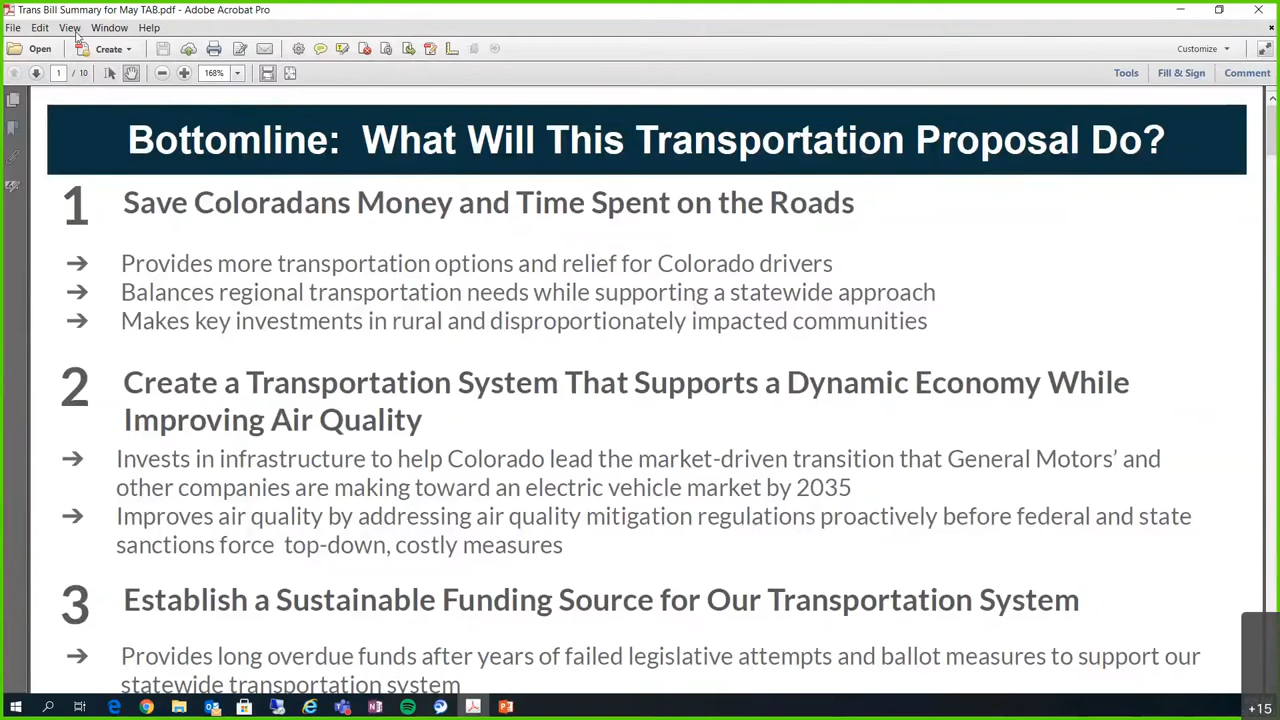 Trans Bill Summary for May TAB.pdf - Adobe Acrobat Pro
File Edit View Window Help
Open Create Customize
1 / 10 168% Tools Fill & Sign Comment
Bottomline: What Will This Transportation Proposal Do?
1 Save Coloradans Money and Time Spent on the Roads
➔ Provides more transportation options and relief for Colorado drivers
➔ Balances regional transportation needs while supporting a statewide approach
➔ Makes key investments in rural and disproportionately impacted communities
2 Create a Transportation System That Supports a Dynamic Economy While
Improving Air Quality
➔ Invests in infrastructure to help Colorado lead the market-driven transition that General Motors’ and
other companies are making toward an electric vehicle market by 2035
➔ Improves air quality by addressing air quality mitigation regulations proactively before federal and state
sanctions force top-down, costly measures
3 Establish a Sustainable Funding Source for Our Transportation System
➔ Provides long overdue funds after years of failed legislative attempts and ballot measures to support our
statewide transportation system
+15